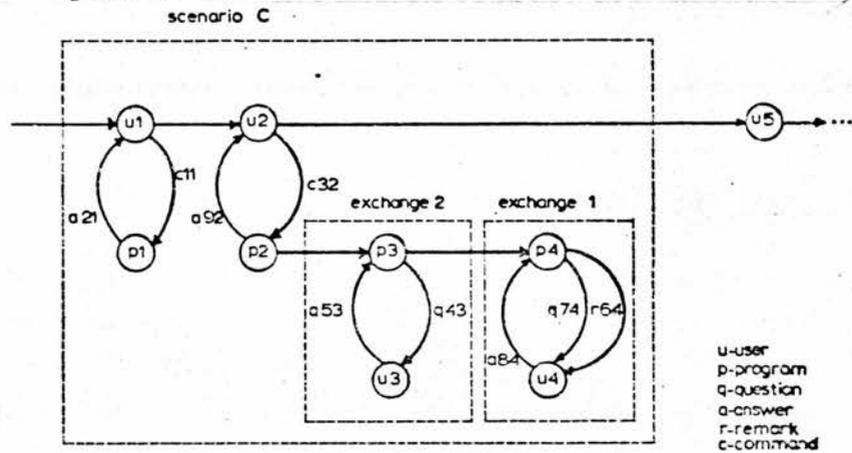 scenario C
u1
u2
u5
...
c11
c32
a21
a92
exchange 2
exchange 1
p1
p2
p3
p4
a53
q43
q74
r64
a84
u3
u4
u-user
p-program
q-question
a-answer
r-remark
c-command